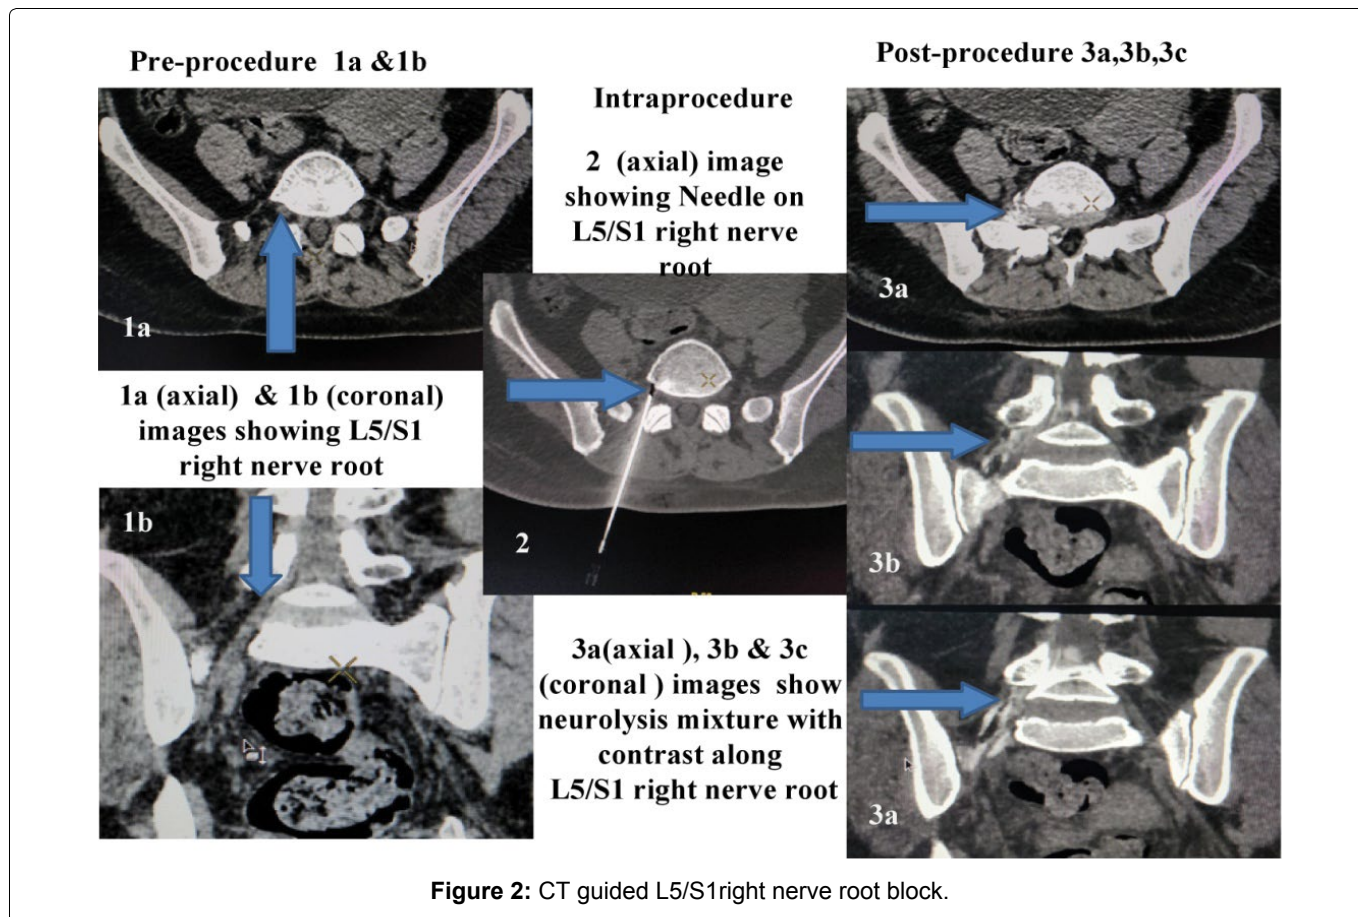 Pre-procedure 1a &1b
Post-procedure 3a,3b,3c
Intraprocedure
2 (axial) image
showing Needle on
L5/S1 right nerve
root
1a
1a (axial) & 1b (coronal)
images showing L5/S1
right nerve root
1b
2
3a
3b
3a(axial ), 3b & 3c
(coronal ) images show
neurolysis mixture with
contrast along
L5/S1 right nerve root
3a
Figure 2: CT guided L5/S1right nerve root block.